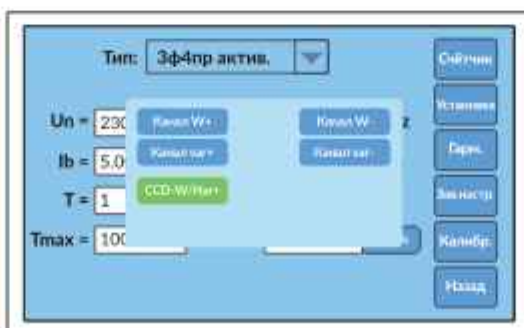 Тип: 3ф4пр актив.
Счётчик
Установка
Un = 230
Канал W+
Канал W-
z
Ib = 5.0
Канал var+
Канал var-
Гарм.
T = 1
CCD-W/Har+
Зав.настр
Tmax = 100
Калибр.
Назад